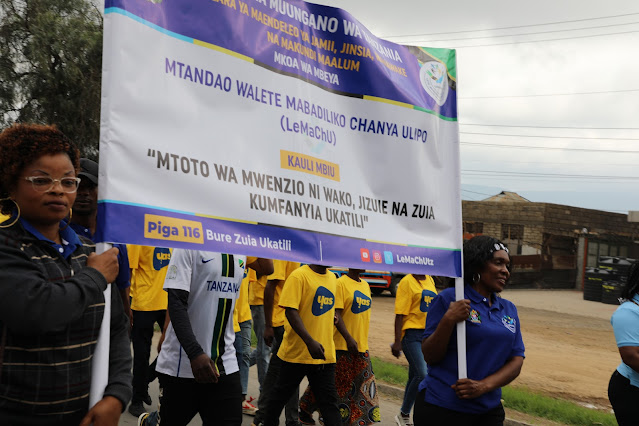 MUUNGANO WA
YA MAENDELEO YA JAMII, JINSIA,
NA MAKUNDI MAALUM
MKOA WA MBEYA
MTANDAO WALETE MABADILIKO CHANYA ULIPO
(LeMaChU)
KAULI MBIU
"MTOTO WA MWENZIO NI WAKO, JIZUIE NA ZUIA
KUMFANYIA UKATILI"
Piga 116 Bure Zuia Ukatili
LeMaChUtz
yas
TANZANIA
yas
yas
yas